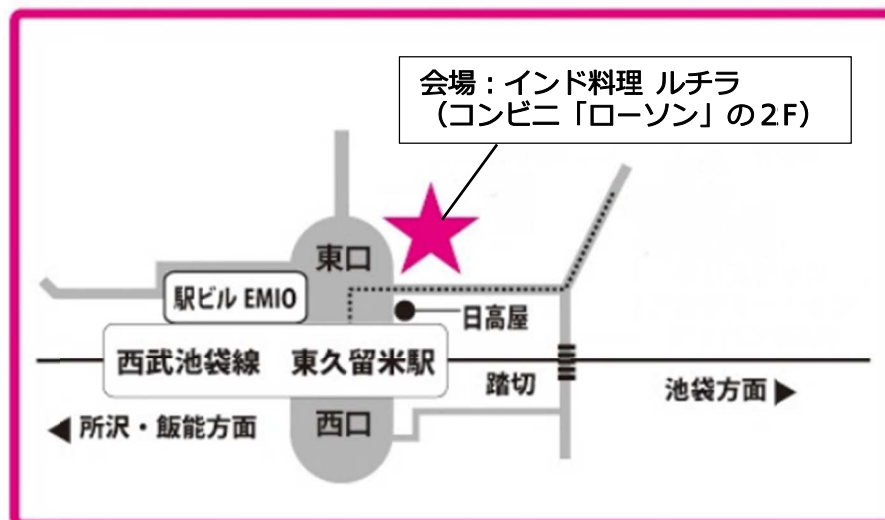 会場：インド料理 ルチラ
（コンビニ「ローソン」の２F）
東口
駅ビル EMIO
日高屋
西武池袋線　東久留米駅
踏切
池袋方面▶
◀所沢・飯能方面
西口